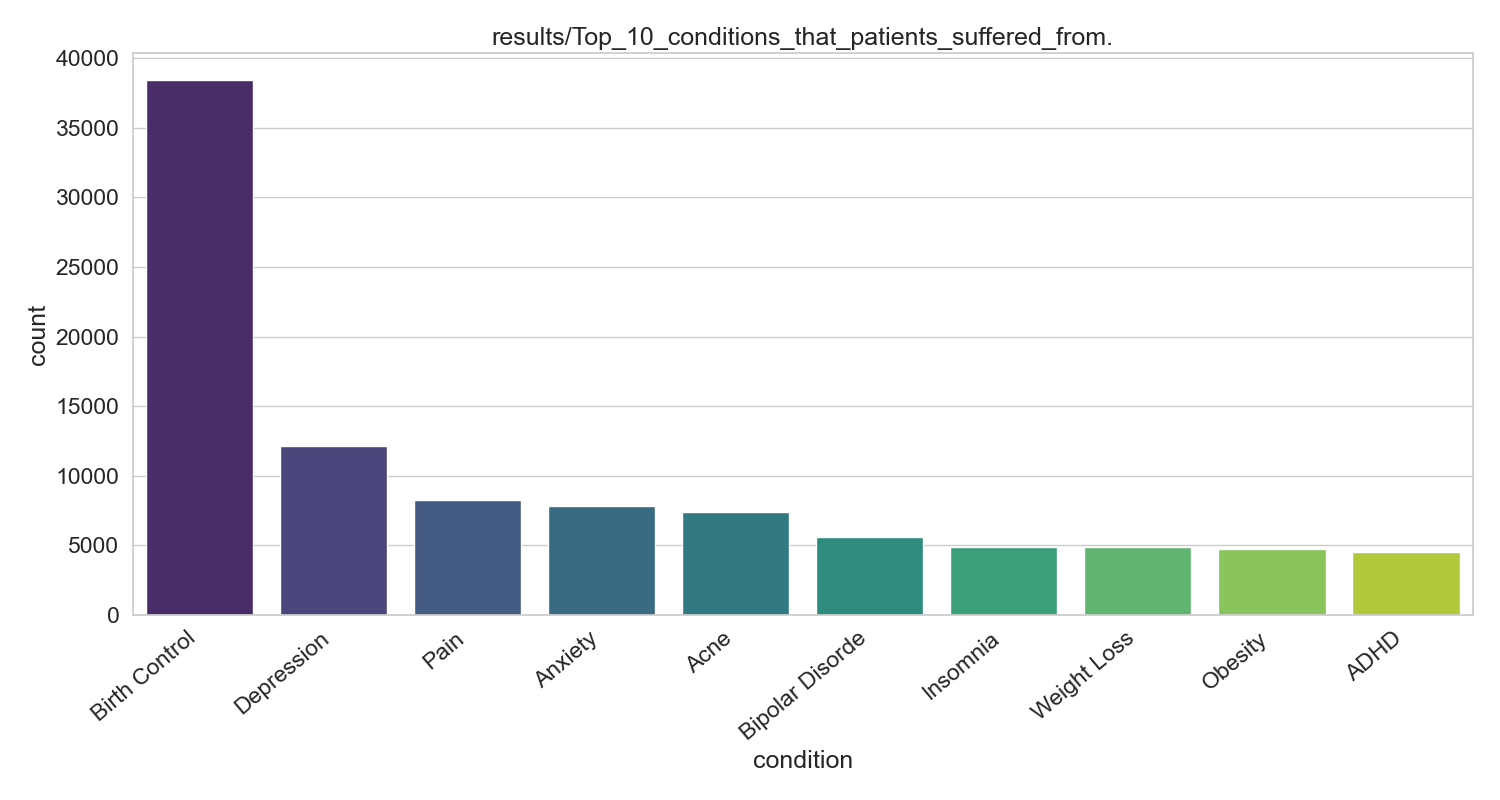 results/Top_10_conditions_that_patients_suffered_from.
40000
35000
30000
25000
20000
15000
10000
5000
0
count
Birth Control
Depression
Pain
Anxiety
Acne
Bipolar Disorde
Insomnia
Weight Loss
Obesity
ADHD
condition